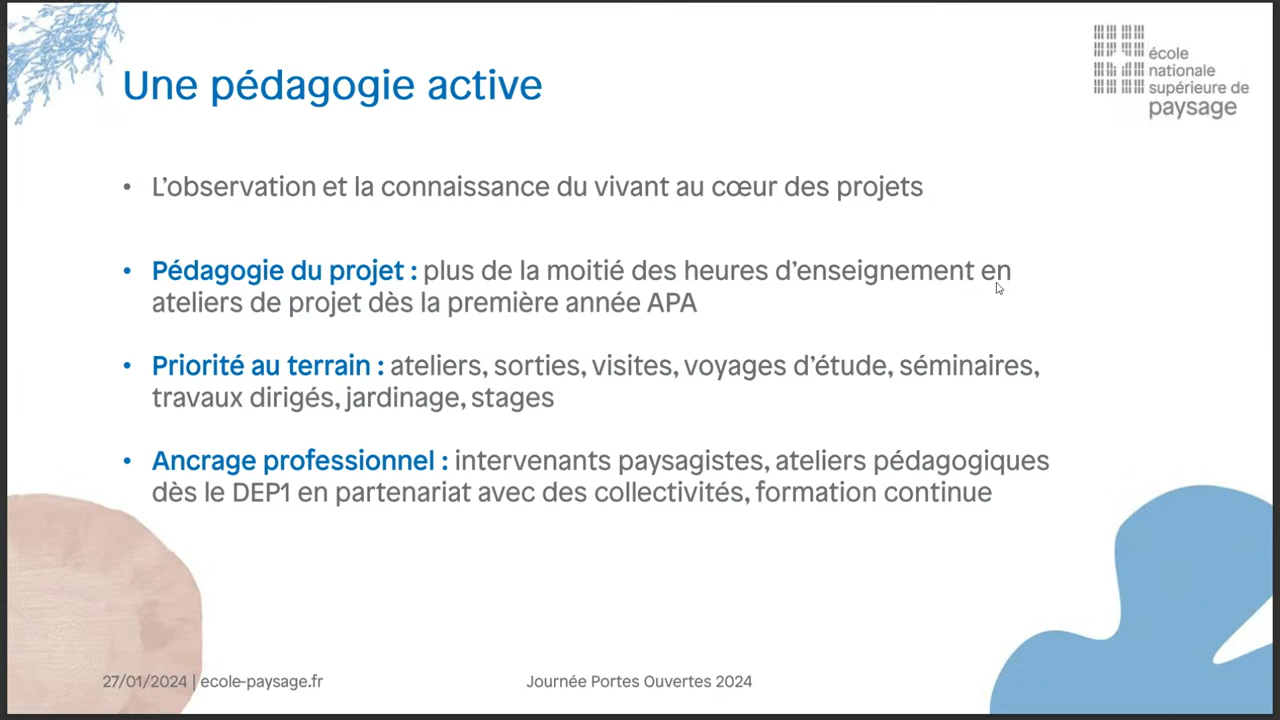 Une pédagogie active
école
nationale
supérieure de
paysage
• L’observation et la connaissance du vivant au cœur des projets
• Pédagogie du projet : plus de la moitié des heures d’enseignement en
ateliers de projet dès la première année APA
• Priorité au terrain : ateliers, sorties, visites, voyages d’étude, séminaires,
travaux dirigés, jardinage, stages
• Ancrage professionnel : intervenants paysagistes, ateliers pédagogiques
dès le DEP1 en partenariat avec des collectivités, formation continue
27/01/2024 | ecole-paysage.fr
Journée Portes Ouvertes 2024